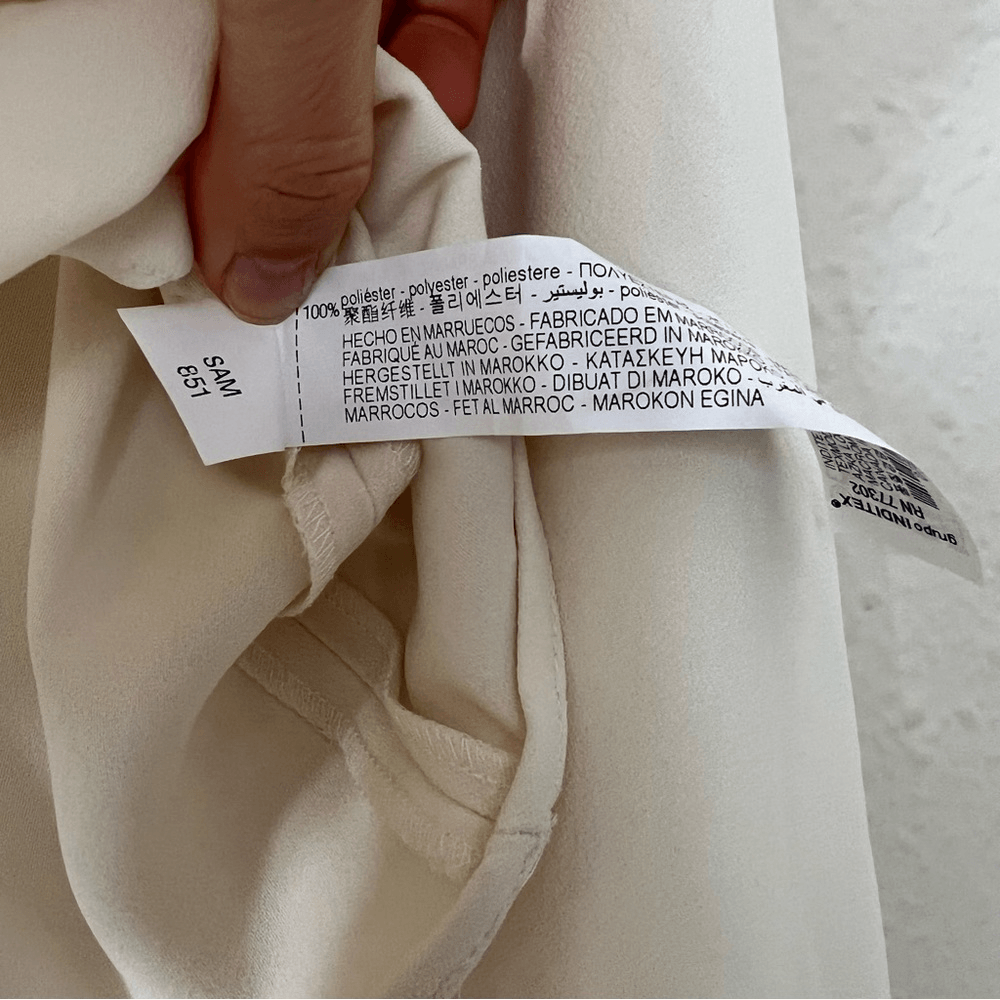 SAM
851
100% poliéster - polyester - poliestere -
聚酯纤维 - 폴리에스터 - بوليستير -
HECHO EN MARRUECOS - FABRICADO EM
FABRIQUÉ AU MAROC - GEFABRICEERD IN
HERGESTELLT IN MAROKKO - ΚΑΤΑΣΚΕΥΗ
FREMSTILLET I MAROKKO - DIBUAT DI MAROKO -
MARROCOS - FET AL MARROC - MAROKON EGINA
RN 77302
grupo INDITEX®